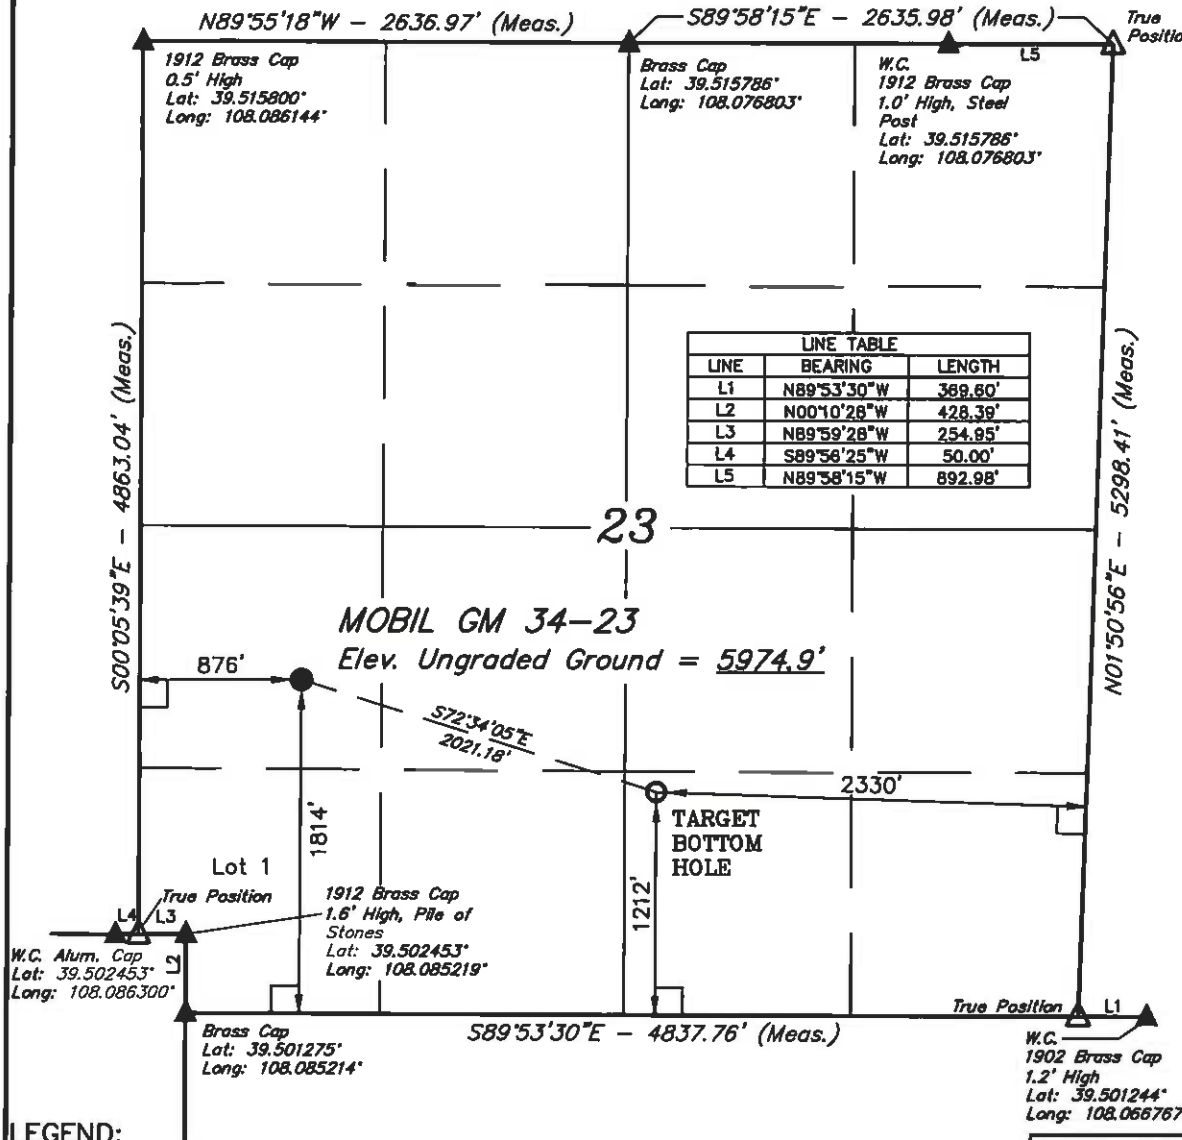 N89°55'18"W - 2636.97' (Meas.)
S89°58'15"E - 2635.98' (Meas.)
True
Positio
1912 Brass Cap
0.5' High
Lat: 39.515800°
Long: 108.086144°
Brass Cap
Lat: 39.515786°
Long: 108.076803°
W.C.
1912 Brass Cap
1.0' High, Steel
Post
Lat: 39.515786°
Long: 108.076803°
L5
S00°05'39"E - 4863.04' (Meas.)
LINE TABLE
LINE BEARING LENGTH
L1 N89°53'30"W 369.60'
L2 N00°10'28"W 428.39'
L3 N89°59'28"W 254.95'
L4 S89°56'25"W 50.00'
L5 N89°58'15"W 892.98'
N01°50'56"E - 5298.41' (Meas.)
23
MOBIL GM 34-23
Elev. Ungraded Ground = 5974.9'
876'
S72°34'05"E
2021.18'
2330'
TARGET
BOTTOM
HOLE
1814'
1212'
Lot 1
True Position
L4 L3
1912 Brass Cap
1.6' High, Pile of
Stones
Lat: 39.502453°
Long: 108.085219°
W.C. Alum. Cap
Lat: 39.502453°
Long: 108.086300°
L2
Brass Cap
Lat: 39.501275°
Long: 108.085214°
S89°53'30"E - 4837.76' (Meas.)
True Position
L1
W.C.
1902 Brass Cap
1.2' High
Lat: 39.501244°
Long: 108.066767
LEGEND: